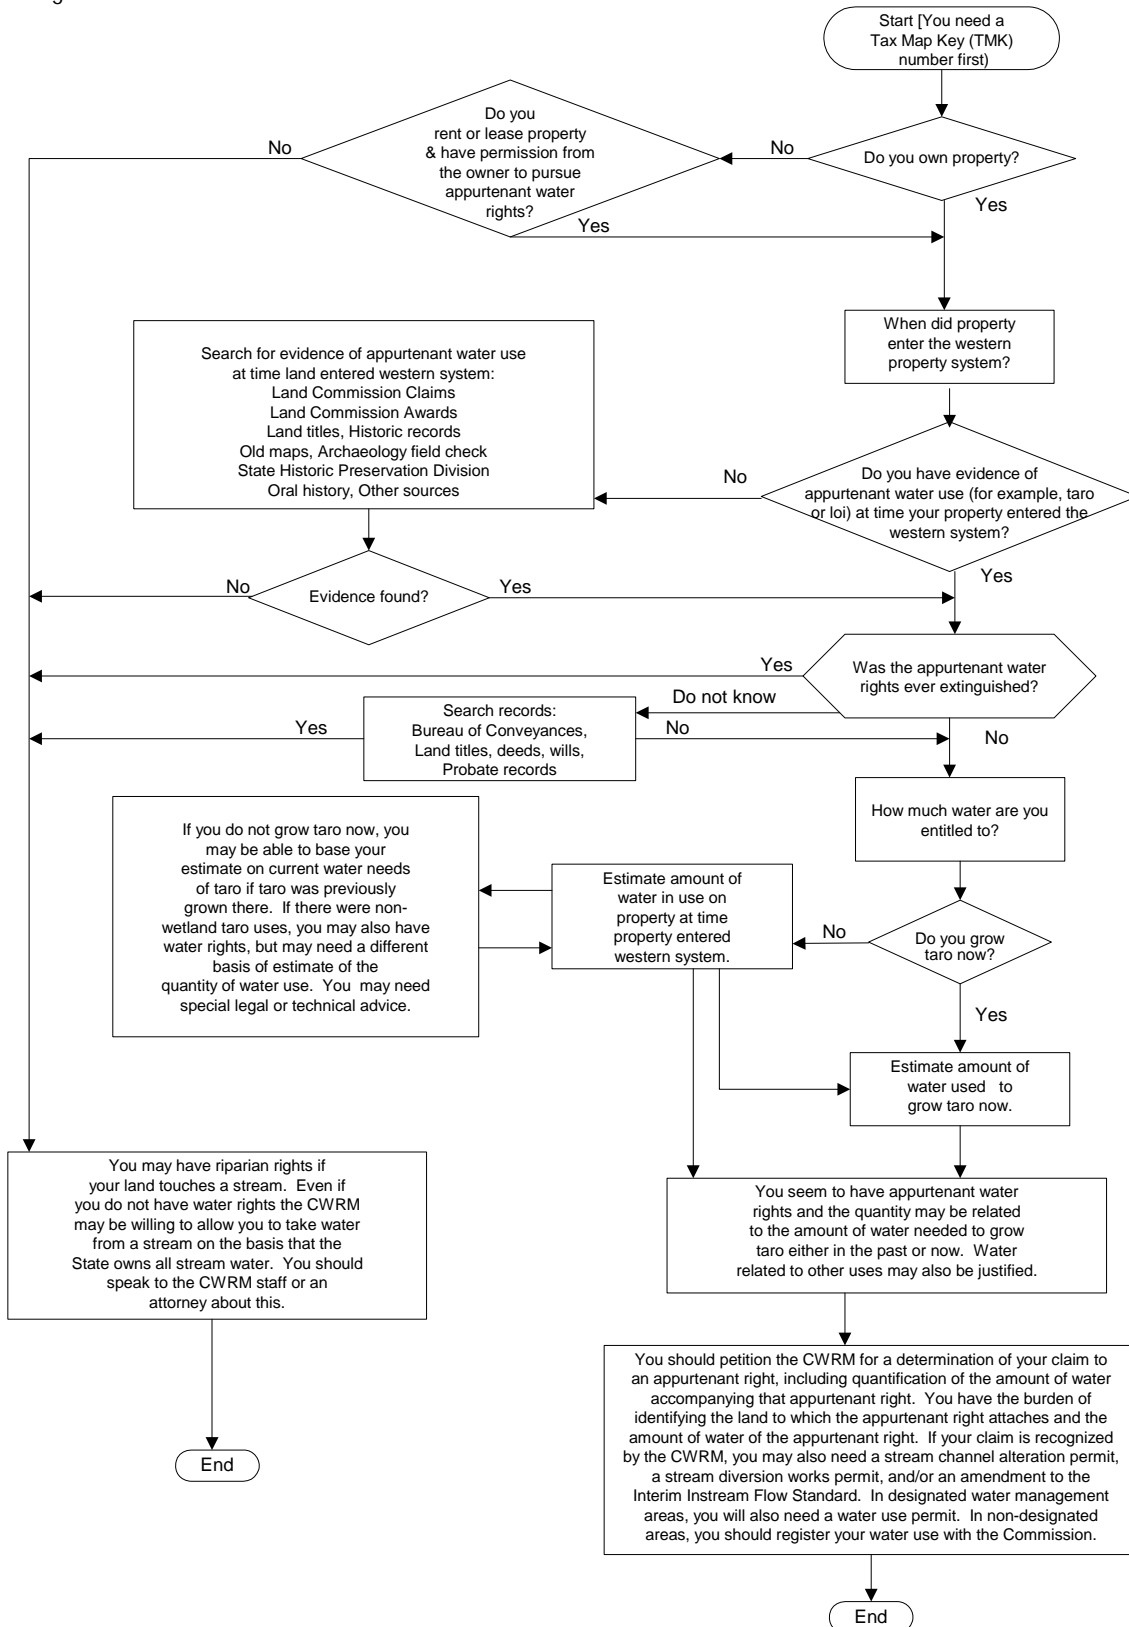 Start [You need a
Tax Map Key (TMK)
number first)
Do you own property?
No
Yes
Do you
rent or lease property
& have permission from
the owner to pursue
appurtenant water
rights?
No
Yes
When did property
enter the western
property system?
Do you have evidence of
appurtenant water use (for example, taro
or loi) at time your property entered the
western system?
No
Yes
Search for evidence of appurtenant water use
at time land entered western system:
Land Commission Claims
Land Commission Awards
Land titles, Historic records
Old maps, Archaeology field check
State Historic Preservation Division
Oral history, Other sources
Evidence found?
No
Yes
Was the appurtenant water
rights ever extinguished?
Yes
Do not know
No
Search records:
Bureau of Conveyances,
Land titles, deeds, wills,
Probate records
Yes
No
How much water are you
entitled to?
Do you grow
taro now?
No
Yes
Estimate amount of
water in use on
property at time
property entered
western system.
If you do not grow taro now, you
may be able to base your
estimate on current water needs
of taro if taro was previously
grown there. If there were non-
wetland taro uses, you may also have
water rights, but may need a different
basis of estimate of the
quantity of water use. You may need
special legal or technical advice.
Estimate amount of
water used to
grow taro now.
You may have riparian rights if
your land touches a stream. Even if
you do not have water rights the CWRM
may be willing to allow you to take water
from a stream on the basis that the
State owns all stream water. You should
speak to the CWRM staff or an
attorney about this.
End
You seem to have appurtenant water
rights and the quantity may be related
to the amount of water needed to grow
taro either in the past or now. Water
related to other uses may also be justified.
You should petition the CWRM for a determination of your claim to
an appurtenant right, including quantification of the amount of water
accompanying that appurtenant right. You have the burden of
identifying the land to which the appurtenant right attaches and the
amount of water of the appurtenant right. If your claim is recognized
by the CWRM, you may also need a stream channel alteration permit,
a stream diversion works permit, and/or an amendment to the
Interim Instream Flow Standard. In designated water management
areas, you will also need a water use permit. In non-designated
areas, you should register your water use with the Commission.
End